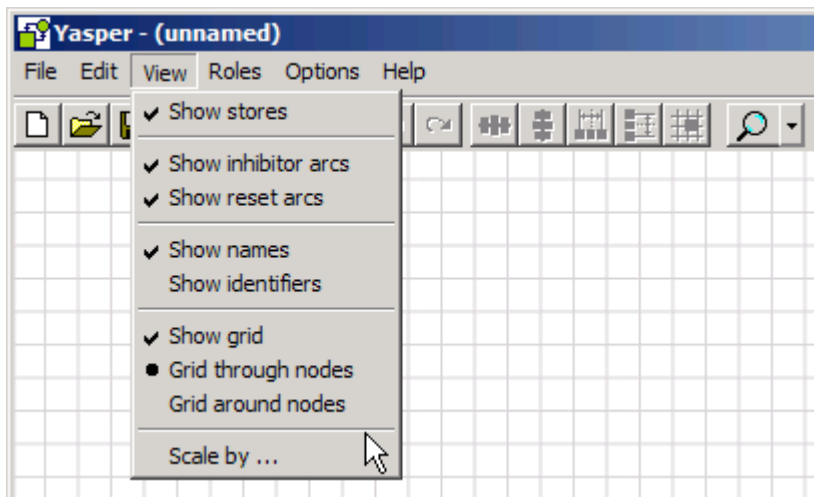 Yasper - (unnamed)
File Edit View Roles Options Help
Show stores
Show inhibitor arcs
Show reset arcs
Show names
Show identifiers
Show grid
Grid through nodes
Grid around nodes
Scale by ...